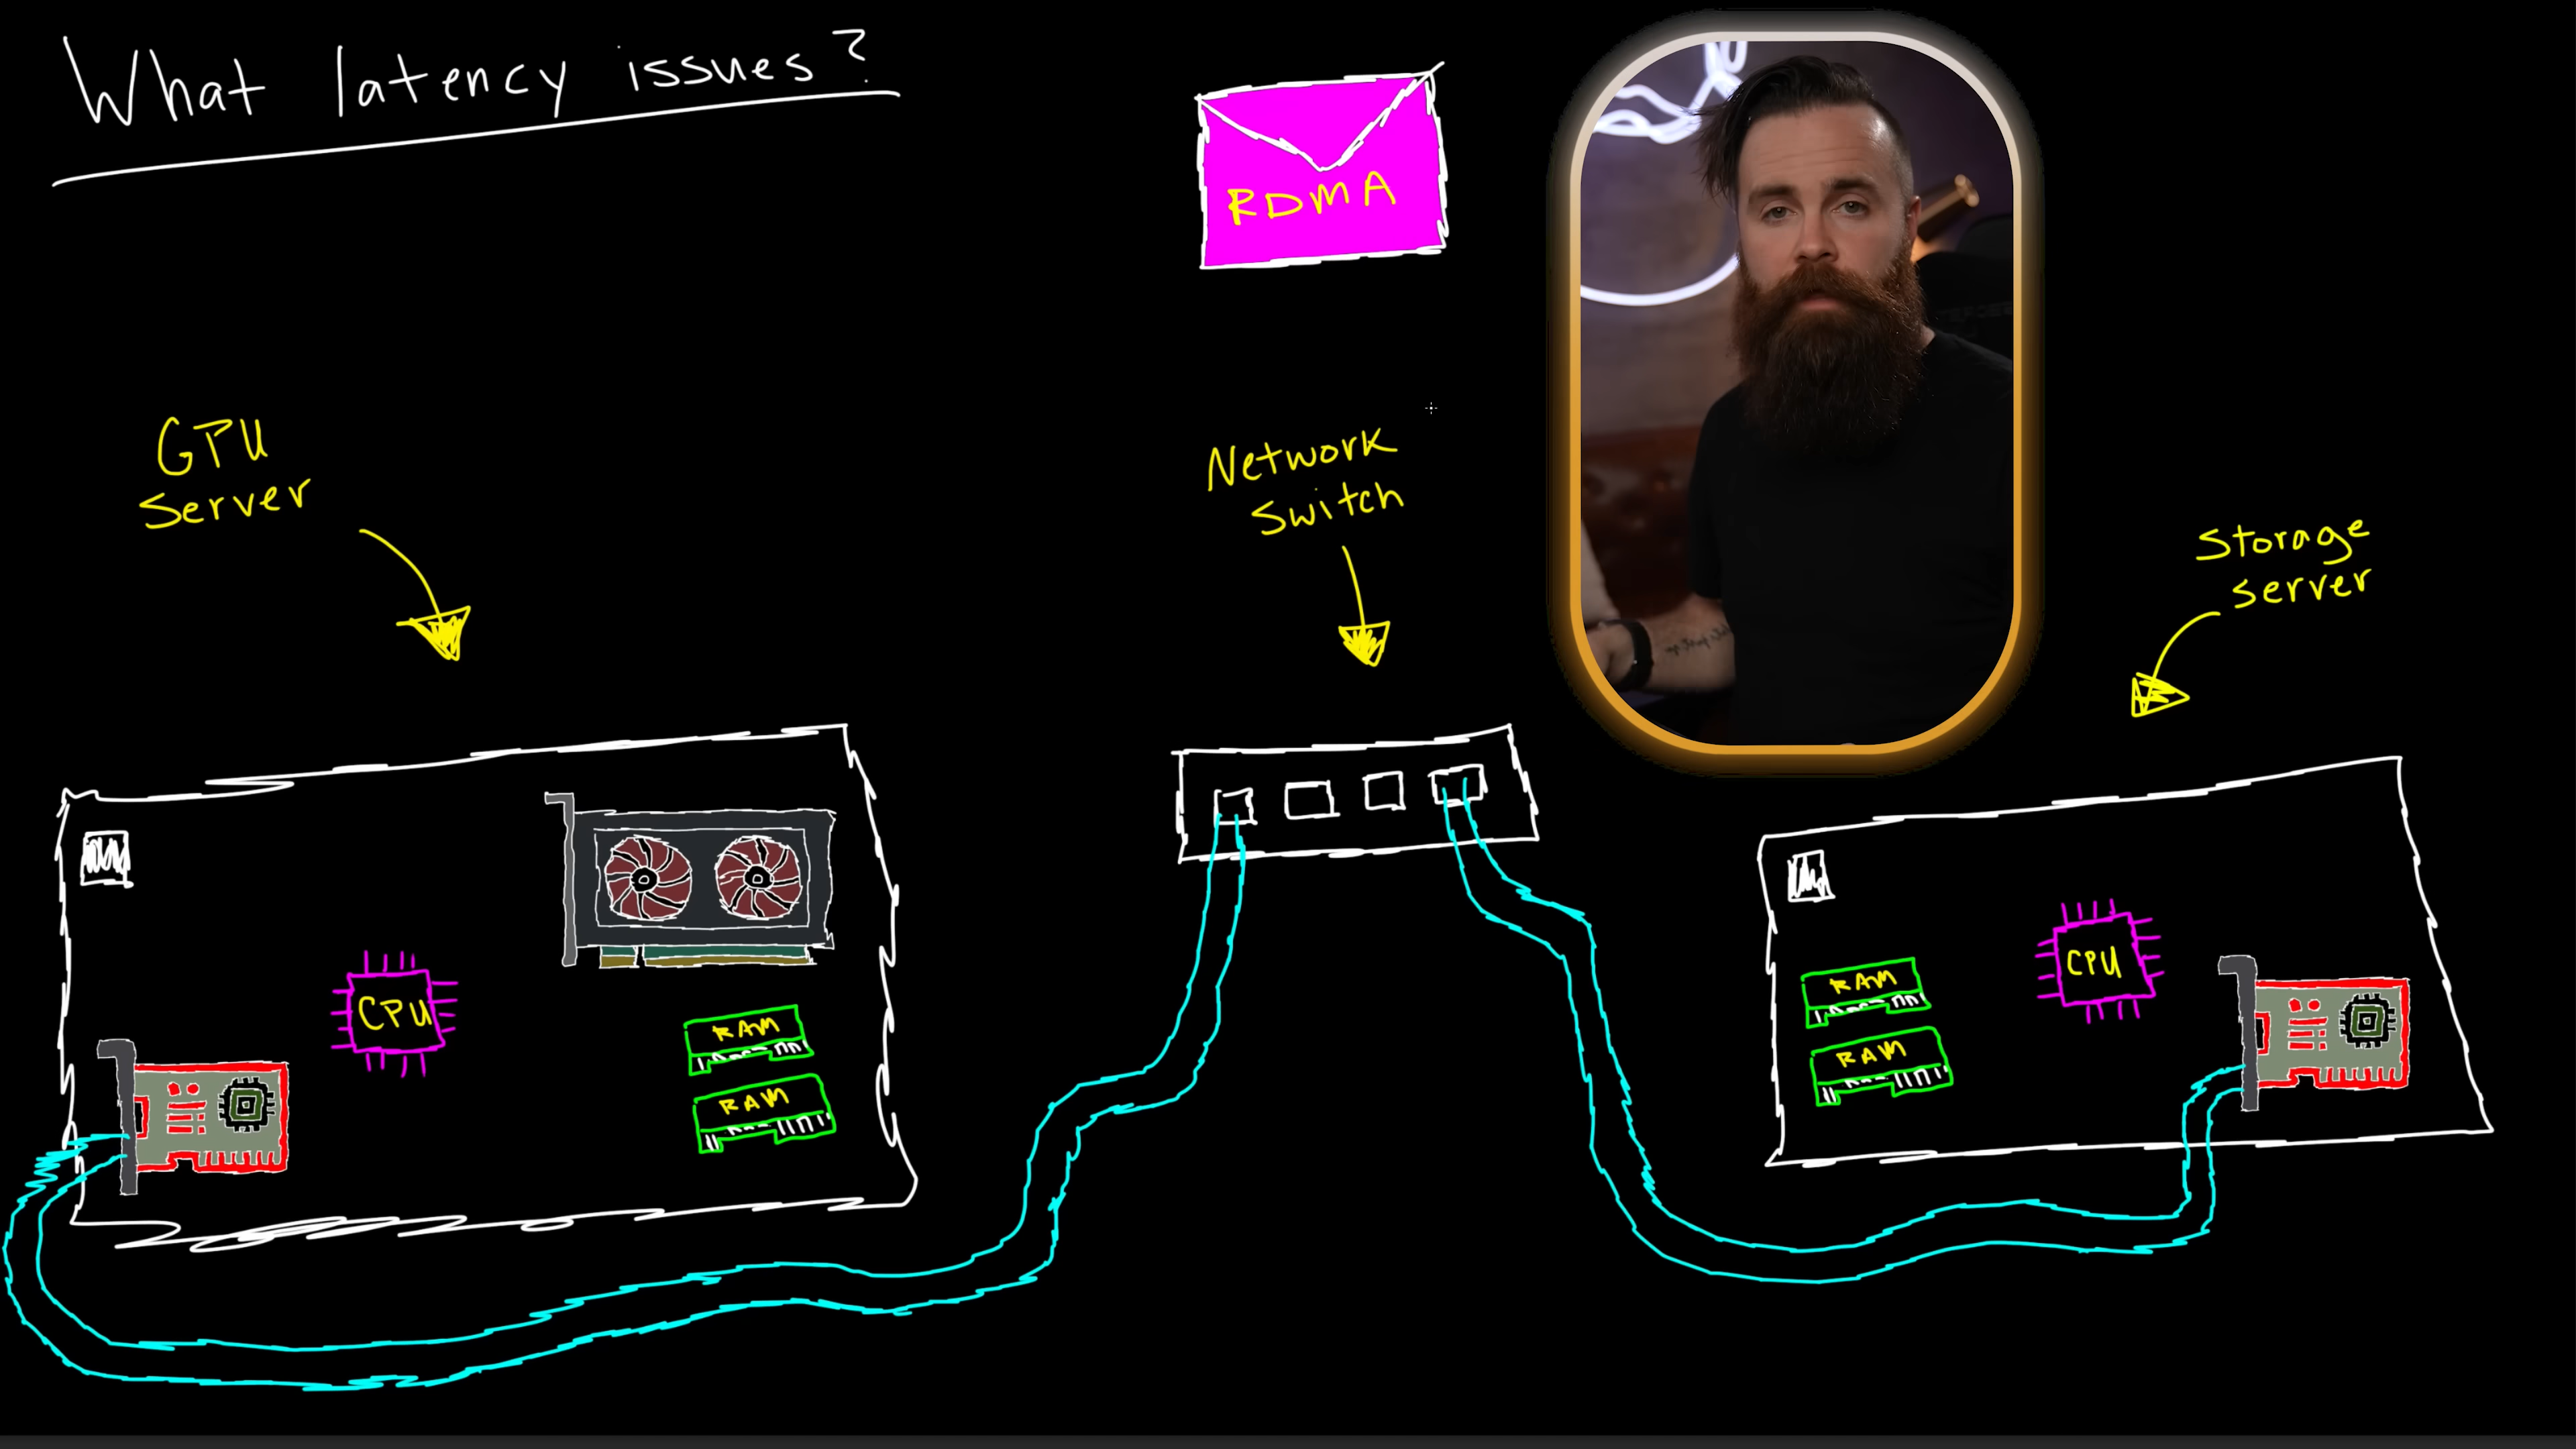 What latency issues?
RDMA
GPU
Server
Network
Switch
Storage
server
CPU
RAM
RAM
RAM
RAM
CPU